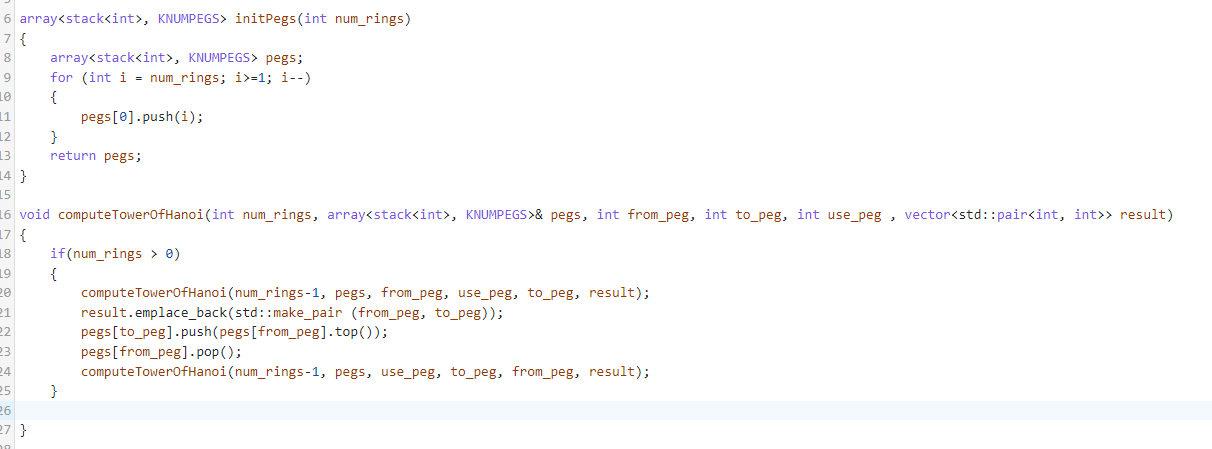 6 array<stack<int>, KNUMPEGS> initPegs(int num_rings)
7 {
8     array<stack<int>, KNUMPEGS> pegs;
9     for (int i = num_rings; i>=1; i--)
10     {
11         pegs[0].push(i);
12     }
13     return pegs;
14 }
15
16 void computeTowerOfHanoi(int num_rings, array<stack<int>, KNUMPEGS>& pegs, int from_peg, int to_peg, int use_peg , vector<std::pair<int, int>> result)
17 {
18     if(num_rings > 0)
19     {
20         computeTowerOfHanoi(num_rings-1, pegs, from_peg, use_peg, to_peg, result);
21         result.emplace_back(std::make_pair (from_peg, to_peg));
22         pegs[to_peg].push(pegs[from_peg].top());
23         pegs[from_peg].pop();
24         computeTowerOfHanoi(num_rings-1, pegs, use_peg, to_peg, from_peg, result);
25     }
26
27 }